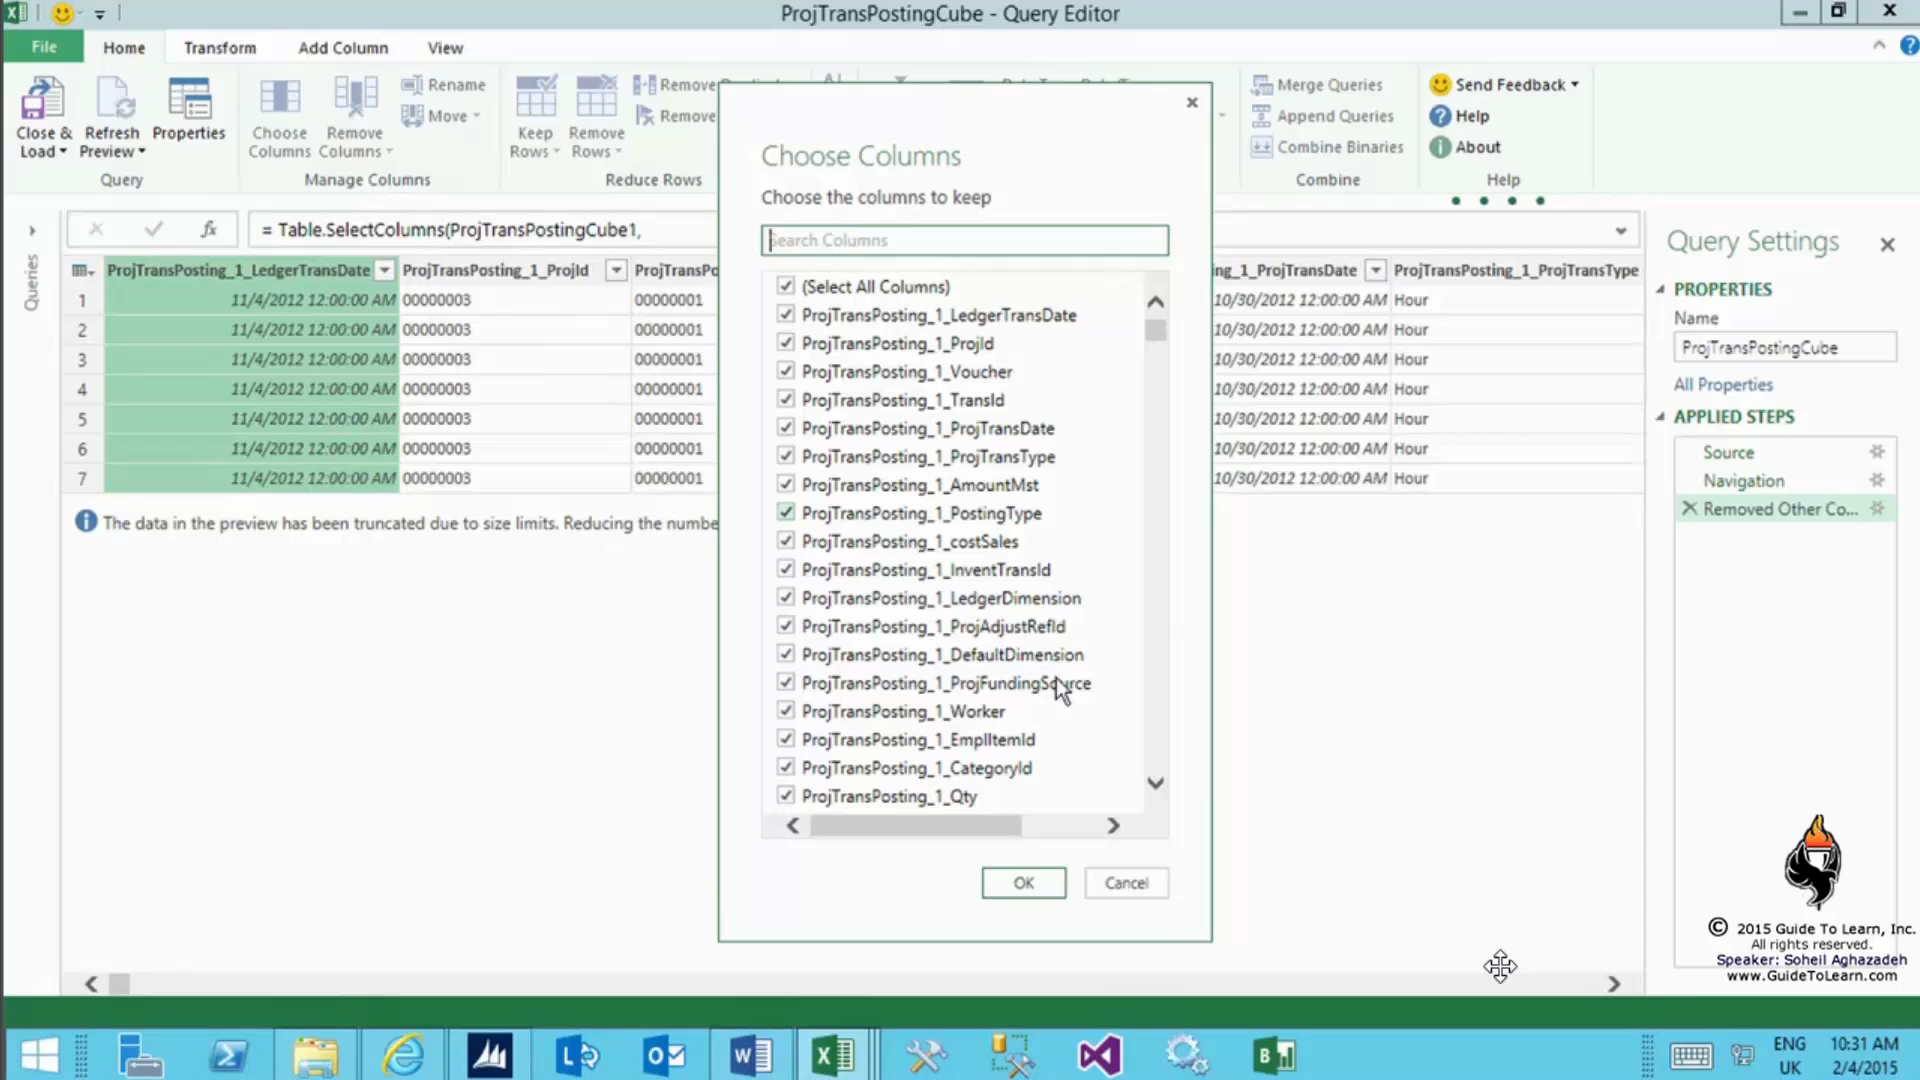 ProjTransPostingCube - Query Editor
File
Home
Transform
Add Column
View
Close & Load
Refresh Preview
Properties
Query
Choose Columns
Remove Columns
Rename
Move
Manage Columns
Keep Rows
Remove Rows
Remove
Remove
Reduce Rows
Merge Queries
Append Queries
Combine Binaries
Combine
Send Feedback
Help
About
Help
fx
= Table.SelectColumns(ProjTransPostingCube1,
Queries
ProjTransPosting_1_LedgerTransDate ProjTransPosting_1_ProjId ProjTransPo ng_1_ProjTransDate ProjTransPosting_1_ProjTransType
1 11/4/2012 12:00:00 AM 00000003 00000001 10/30/2012 12:00:00 AM Hour
2 11/4/2012 12:00:00 AM 00000003 00000001 10/30/2012 12:00:00 AM Hour
3 11/4/2012 12:00:00 AM 00000003 00000001 10/30/2012 12:00:00 AM Hour
4 11/4/2012 12:00:00 AM 00000003 00000001 10/30/2012 12:00:00 AM Hour
5 11/4/2012 12:00:00 AM 00000003 00000001 10/30/2012 12:00:00 AM Hour
6 11/4/2012 12:00:00 AM 00000003 00000001 10/30/2012 12:00:00 AM Hour
7 11/4/2012 12:00:00 AM 00000003 00000001 10/30/2012 12:00:00 AM Hour
The data in the preview has been truncated due to size limits. Reducing the numbe
Choose Columns
Choose the columns to keep
Search Columns
(Select All Columns)
ProjTransPosting_1_LedgerTransDate
ProjTransPosting_1_ProjId
ProjTransPosting_1_Voucher
ProjTransPosting_1_TransId
ProjTransPosting_1_ProjTransDate
ProjTransPosting_1_ProjTransType
ProjTransPosting_1_AmountMst
ProjTransPosting_1_PostingType
ProjTransPosting_1_costSales
ProjTransPosting_1_InventTransId
ProjTransPosting_1_LedgerDimension
ProjTransPosting_1_ProjAdjustRefId
ProjTransPosting_1_DefaultDimension
ProjTransPosting_1_ProjFundingSource
ProjTransPosting_1_Worker
ProjTransPosting_1_EmplItemId
ProjTransPosting_1_CategoryId
ProjTransPosting_1_Qty
OK
Cancel
Query Settings
PROPERTIES
Name
ProjTransPostingCube
All Properties
APPLIED STEPS
Source
Navigation
Removed Other Co...
© 2015 Guide To Learn, Inc.
All rights reserved.
Speaker: Soheil Aghazadeh
www.GuideToLearn.com
ENG
UK
10:31 AM
2/4/2015